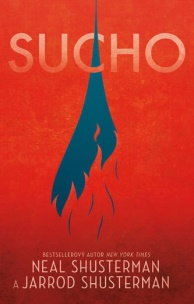 SUCHO
BESTSELLEROVÝ AUTOR NEW YORK TIMES
NEAL SHUSTERMAN
A JARROD SHUSTERMAN